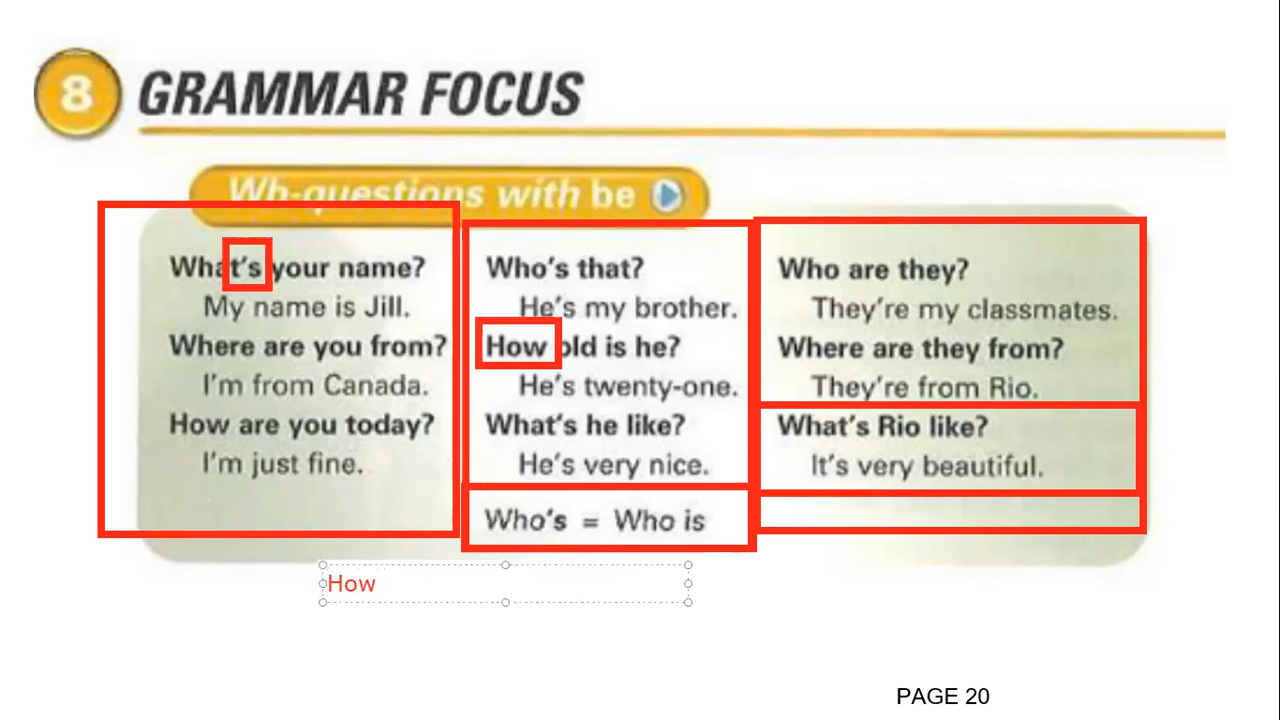 8 GRAMMAR FOCUS
Wh-questions with be
What's your name?
My name is Jill.
Where are you from?
I'm from Canada.
How are you today?
I'm just fine.
Who's that?
He's my brother.
How old is he?
He's twenty-one.
What's he like?
He's very nice.
Who's = Who is
Who are they?
They're my classmates.
Where are they from?
They're from Rio.
What's Rio like?
It's very beautiful.
How
PAGE 20